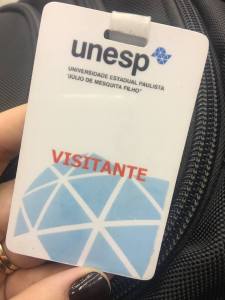 unesp
UNIVERSIDADE ESTADUAL PAULISTA
"JÚLIO DE MESQUITA FILHO"
VISITANTE